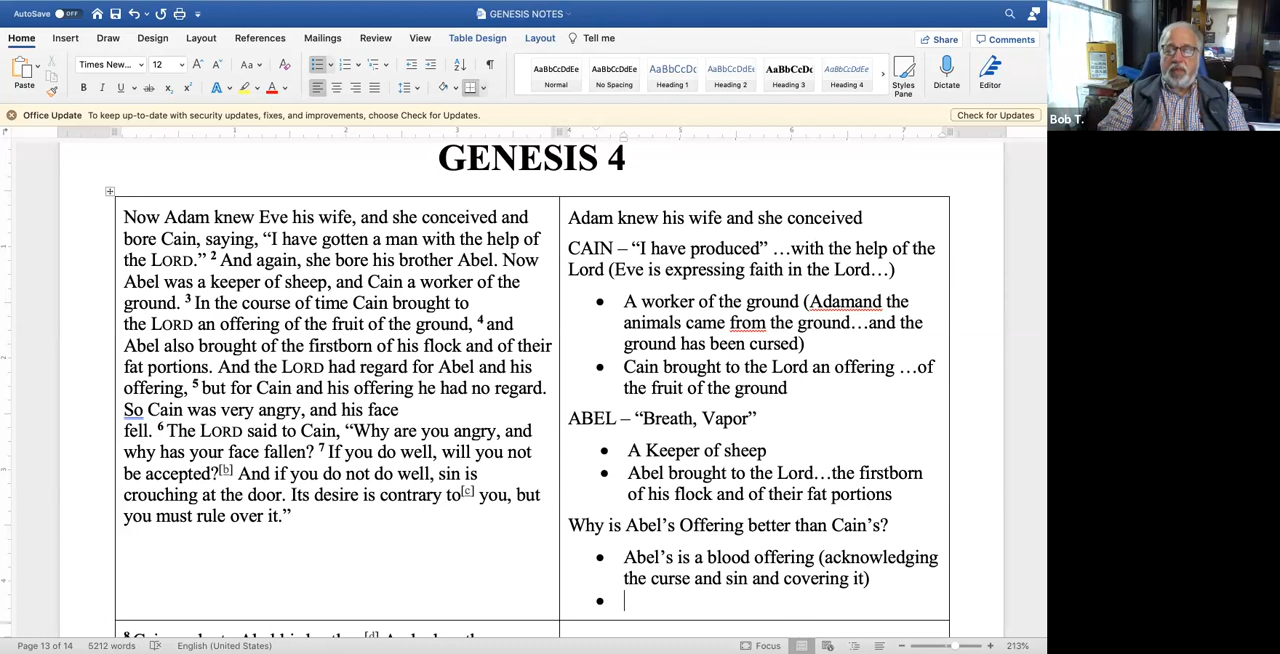 AutoSave OFF
GENESIS NOTES
Home Insert Draw Design Layout References Mailings Review View Table Design Layout Tell me
Share Comments
Paste
Times New... 12
AaBbCcDdEe AaBbCcDdEe AaBbCcDc AaBbCcDdEe AaBbCcDc AaBbCcDdEe
Normal No Spacing Heading 1 Heading 2 Heading 3 Heading 4
Styles Pane
Dictate
Editor
Office Update To keep up-to-date with security updates, fixes, and improvements, choose Check for Updates.
Check for Updates
Bob T.
GENESIS 4
Now Adam knew Eve his wife, and she conceived and
bore Cain, saying, “I have gotten a man with the help of
the LORD.” 2 And again, she bore his brother Abel. Now
Abel was a keeper of sheep, and Cain a worker of the
ground. 3 In the course of time Cain brought to
the LORD an offering of the fruit of the ground, 4 and
Abel also brought of the firstborn of his flock and of their
fat portions. And the LORD had regard for Abel and his
offering, 5 but for Cain and his offering he had no regard.
So Cain was very angry, and his face
fell. 6 The LORD said to Cain, “Why are you angry, and
why has your face fallen? 7 If you do well, will you not
be accepted?[b] And if you do not do well, sin is
crouching at the door. Its desire is contrary to[c] you, but
you must rule over it.”
Adam knew his wife and she conceived
CAIN – “I have produced” …with the help of the
Lord (Eve is expressing faith in the Lord…)
• A worker of the ground (Adamand the
animals came from the ground…and the
ground has been cursed)
• Cain brought to the Lord an offering …of
the fruit of the ground
ABEL – “Breath, Vapor”
• A Keeper of sheep
• Abel brought to the Lord…the firstborn
of his flock and of their fat portions
Why is Abel’s Offering better than Cain’s?
• Abel’s is a blood offering (acknowledging
the curse and sin and covering it)
•
Page 13 of 14 5212 words English (United States)
Focus
213%